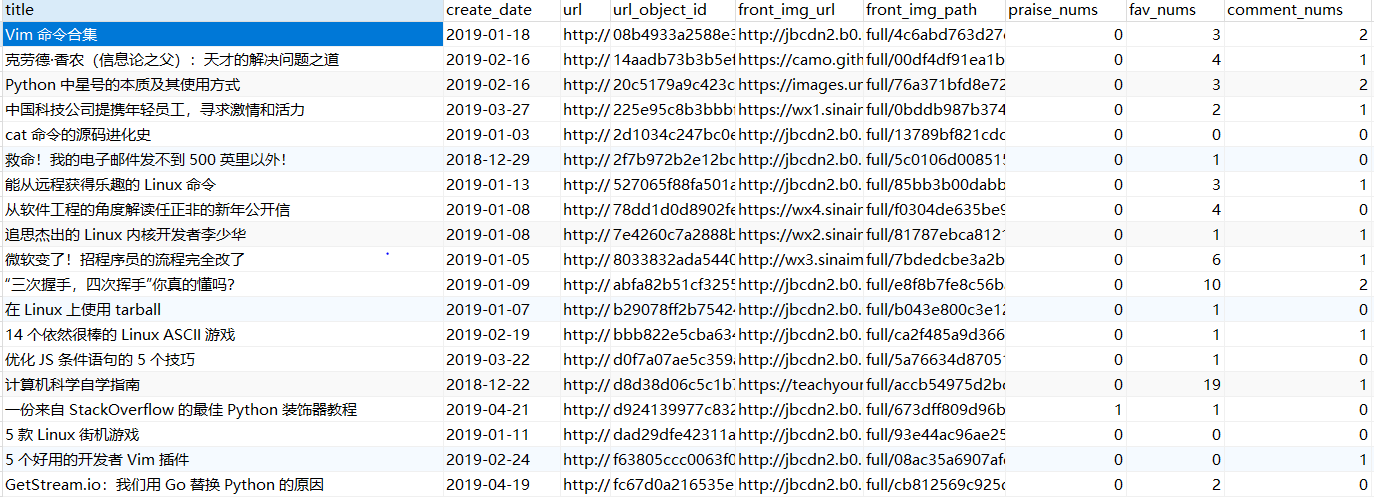 title create_date url url_object_id front_img_url front_img_path praise_nums fav_nums comment_nums
Vim 命令合集 2019-01-18 http:// 08b4933a2588e3 http://jbcdn2.b0. full/4c6abd763d27 0 3 2
克劳德·香农（信息论之父）：天才的解决问题之道 2019-02-16 http:// 14aadb73b3b5e https://camo.gith full/00df4df91ea1b 0 4 1
Python 中星号的本质及其使用方式 2019-02-16 http:// 20c5179a9c423c https://images.un full/76a371bfd8e72 0 3 2
中国科技公司提携年轻员工，寻求激情和活力 2019-03-27 http:// 225e95c8b3bbb https://wx1.sinain full/0bddb987b374 0 2 1
cat 命令的源码进化史 2019-01-03 http:// 2d1034c247bc0e http://jbcdn2.b0. full/13789bf821cdc 0 0 0
救命！我的电子邮件发不到 500 英里以外！ 2018-12-29 http:// 2f7b972b2e12bc http://jbcdn2.b0. full/5c0106d008515 0 1 0
能从远程获得乐趣的 Linux 命令 2019-01-13 http:// 527065f88fa501a http://jbcdn2.b0. full/85bb3b00dabb 0 3 1
从软件工程的角度解读任正非的新年公开信 2019-01-08 http:// 78dd1d0d8902fe https://wx4.sinain full/f0304de635be9 0 4 0
追思杰出的 Linux 内核开发者李少华 2019-01-08 http:// 7e4260c7a2888b https://wx2.sinain full/81787ebca8121 0 1 1
微软变了！招程序员的流程完全改了 2019-01-05 http:// 8033832ada5440 http://wx3.sinaim full/7bdedcbe3a2b 0 6 1
“三次握手，四次挥手”你真的懂吗？ 2019-01-09 http:// abfa82b51cf3255 http://jbcdn2.b0. full/e8f8b7fe8c56b 0 10 2
在 Linux 上使用 tarball 2019-01-07 http:// b29078ff2b7542 http://jbcdn2.b0. full/b043e800c3e12 0 1 0
14 个依然很棒的 Linux ASCII 游戏 2019-02-19 http:// bbb822e5cba634 http://jbcdn2.b0. full/ca2f485a9d366 0 1 1
优化 JS 条件语句的 5 个技巧 2019-03-22 http:// d0f7a07ae5c359 http://jbcdn2.b0. full/5a76634d8705 0 1 0
计算机科学自学指南 2018-12-22 http:// d8d38d06c5c1b https://teachyour full/accb54975d2bc 0 19 1
一份来自 StackOverflow 的最佳 Python 装饰器教程 2019-04-21 http:// d924139977c832 http://jbcdn2.b0. full/673dff809d96b 1 1 0
5 款 Linux 街机游戏 2019-01-11 http:// dad29dfe42311a http://jbcdn2.b0. full/93e44ac96ae25 0 0 0
5 个好用的开发者 Vim 插件 2019-02-24 http:// f63805ccc0063f0 http://jbcdn2.b0. full/08ac35a6907af 0 0 1
GetStream.io：我们用 Go 替换 Python 的原因 2019-04-19 http:// fc67d0a216535e http://jbcdn2.b0. full/cb812569c925 0 2 0